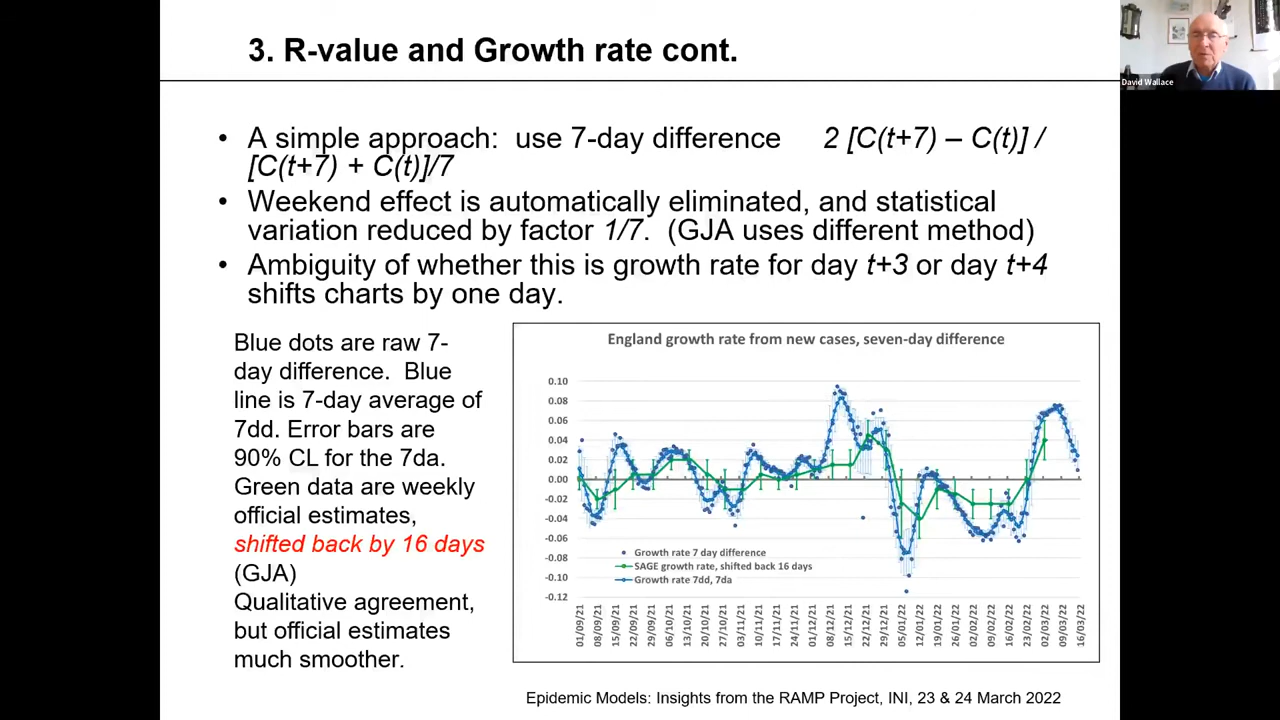 3. R-value and Growth rate cont.
David Wallace
• A simple approach: use 7-day difference 2 [C(t+7) – C(t)] /
[C(t+7) + C(t)]/7
• Weekend effect is automatically eliminated, and statistical
variation reduced by factor 1/7. (GJA uses different method)
• Ambiguity of whether this is growth rate for day t+3 or day t+4
shifts charts by one day.
Blue dots are raw 7-
day difference. Blue
line is 7-day average of
7dd. Error bars are
90% CL for the 7da.
Green data are weekly
official estimates,
shifted back by 16 days
(GJA)
Qualitative agreement,
but official estimates
much smoother.
England growth rate from new cases, seven-day difference
0.10
0.08
0.06
0.04
0.02
0.00
-0.02
-0.04
-0.06
-0.08
-0.10
-0.12
Growth rate 7 day difference
SAGE growth rate, shifted back 16 days
Growth rate 7dd, 7da
01/09/21
08/09/21
15/09/21
22/09/21
29/09/21
06/10/21
13/10/21
20/10/21
27/10/21
03/11/21
10/11/21
17/11/21
24/11/21
01/12/21
08/12/21
15/12/21
22/12/21
29/12/21
05/01/22
12/01/22
19/01/22
26/01/22
02/02/22
09/02/22
16/02/22
23/02/22
02/03/22
09/03/22
16/03/22
Epidemic Models: Insights from the RAMP Project, INI, 23 & 24 March 2022